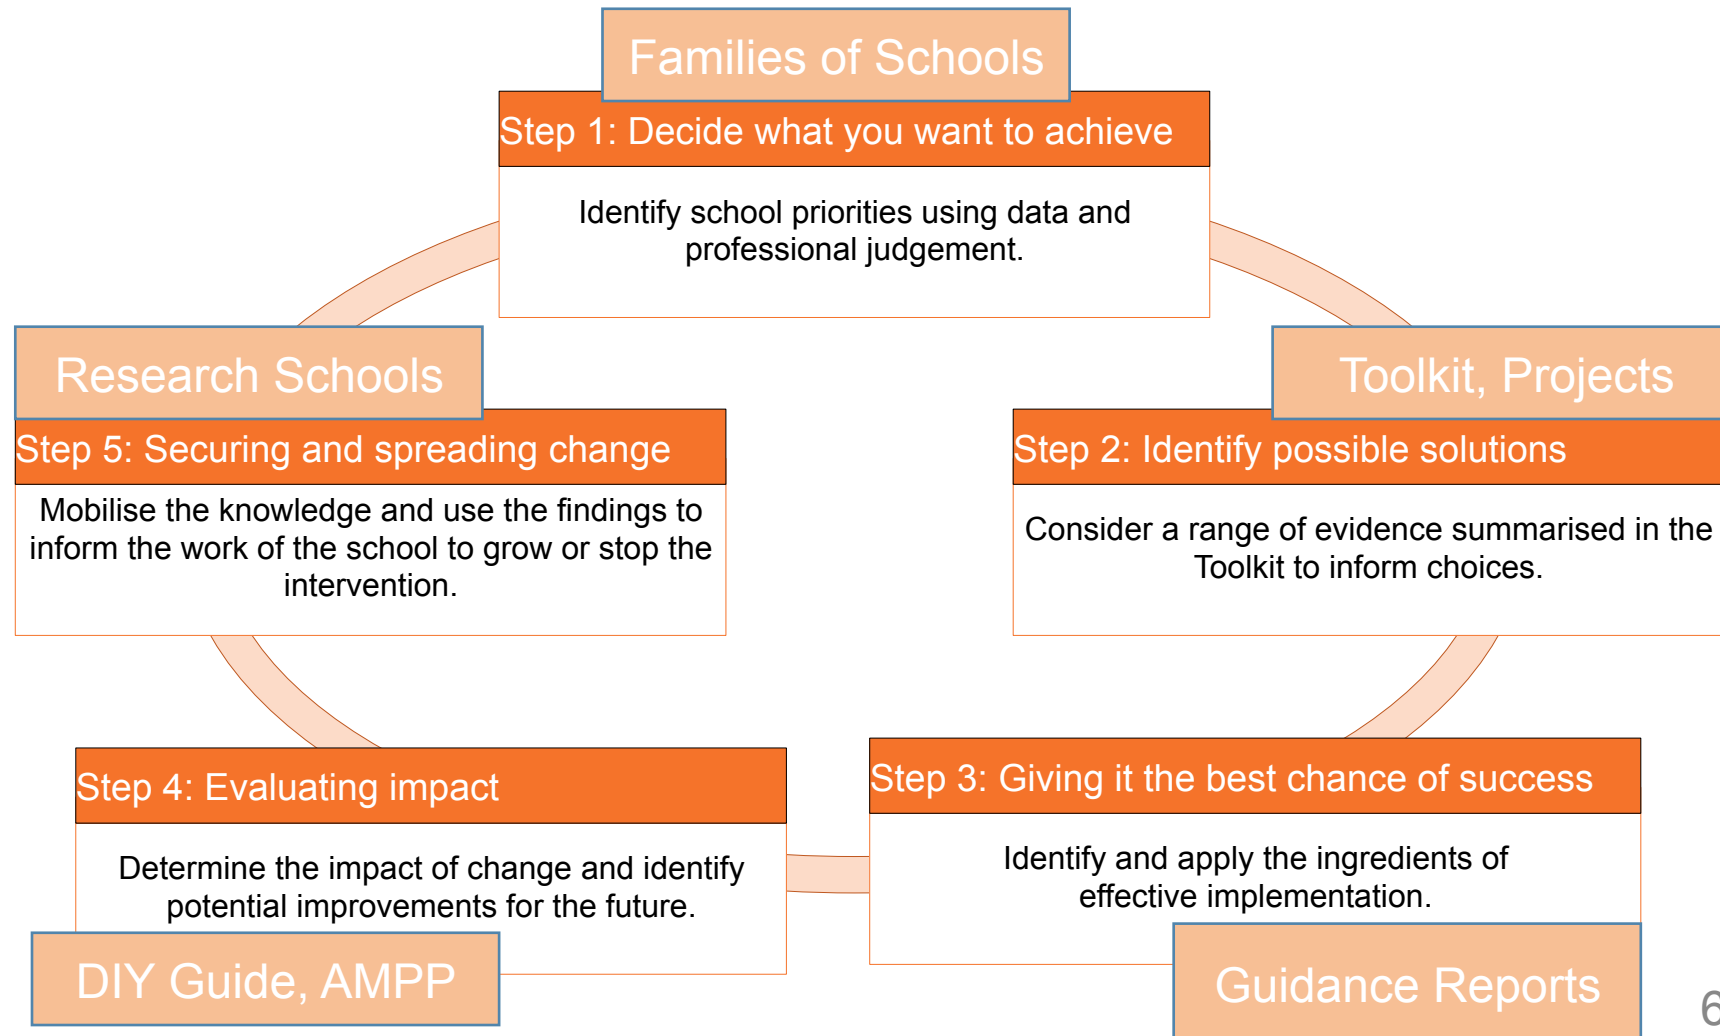 Families of Schools
Step 1: Decide what you want to achieve
Identify school priorities using data and
professional judgement.
Research Schools
Step 5: Securing and spreading change
Mobilise the knowledge and use the findings to
inform the work of the school to grow or stop the
intervention.
Toolkit, Projects
Step 2: Identify possible solutions
Consider a range of evidence summarised in the
Toolkit to inform choices.
Step 4: Evaluating impact
Determine the impact of change and identify
potential improvements for the future.
DIY Guide, AMPP
Step 3: Giving it the best chance of success
Identify and apply the ingredients of
effective implementation.
Guidance Reports
6